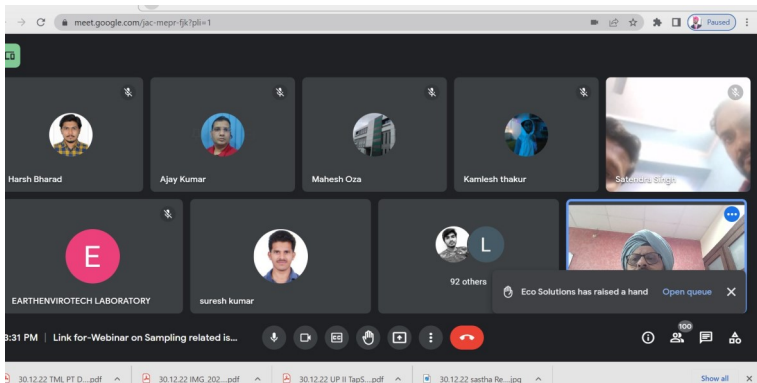 meet.google.com/jac-mepr-fjk?pli=1
Paused
Harsh Bharad
Ajay Kumar
Mahesh Oza
Kamlesh thakur
Satendra Singh
E
EARTHENVIROTECH LABORATORY
suresh kumar
L
92 others
Eco Solutions has raised a hand
Open queue
3:31 PM | Link for-Webinar on Sampling related is...
100
30.12.22 TML PT D....pdf
30.12.22 IMG_202....pdf
30.12.22 UP II TapS....pdf
30.12.22 sastha Re....jpg
Show all